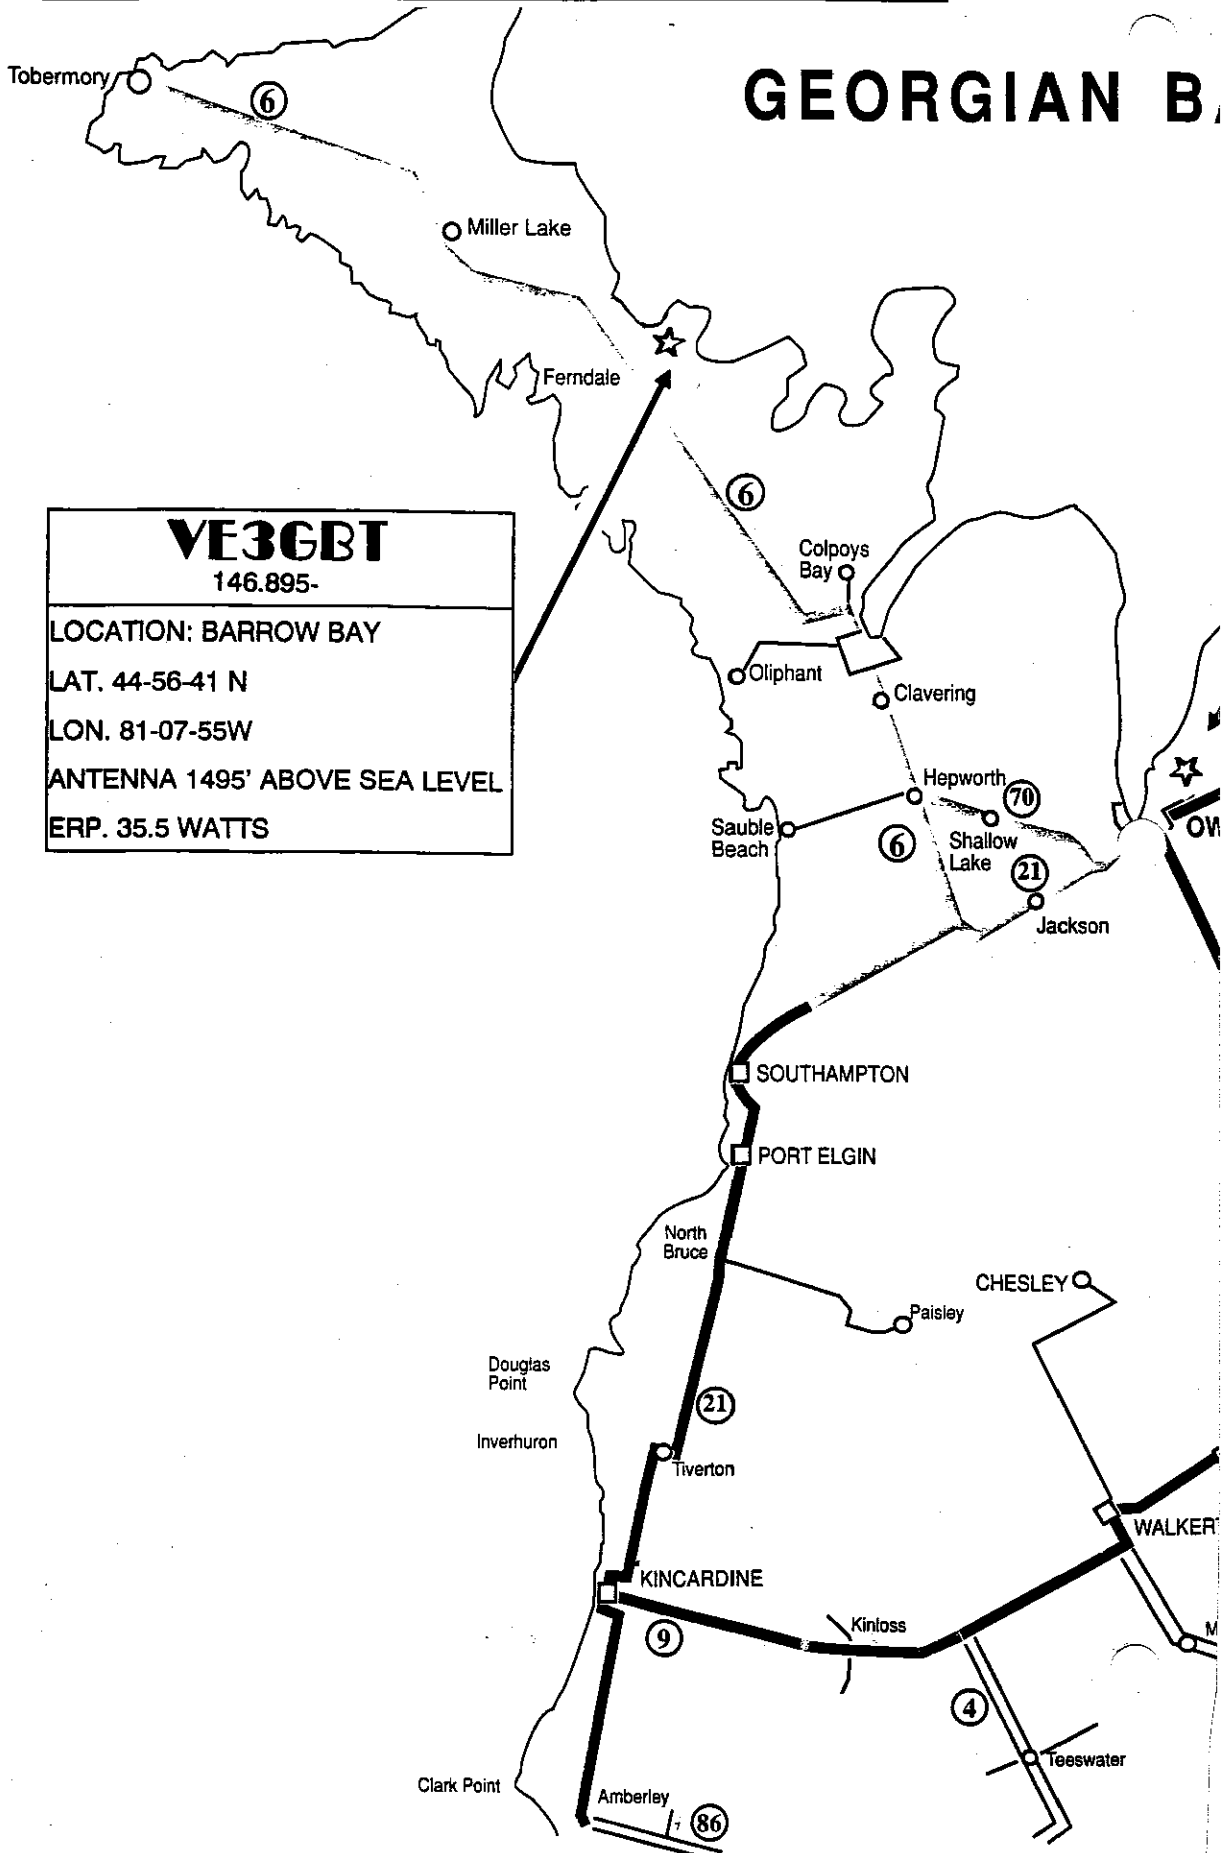 GEORGIAN BA
Tobermory
6
Miller Lake
Ferndale
6
VE3GBT
146.895-
LOCATION: BARROW BAY
LAT. 44-56-41 N
LON. 81-07-55W
ANTENNA 1495' ABOVE SEA LEVEL
ERP. 35.5 WATTS
Colpoys
Bay
Oliphant
Clavering
Hepworth
70
Sauble
Beach
6
Shallow
Lake
OW
21
Jackson
SOUTHAMPTON
PORT ELGIN
North
Bruce
CHESLEY
Paisley
Douglas
Point
21
Inverhuron
Tiverton
WALKERT
KINCARDINE
9
Kinloss
M
4
Teeswater
Clark Point
Amberley
86